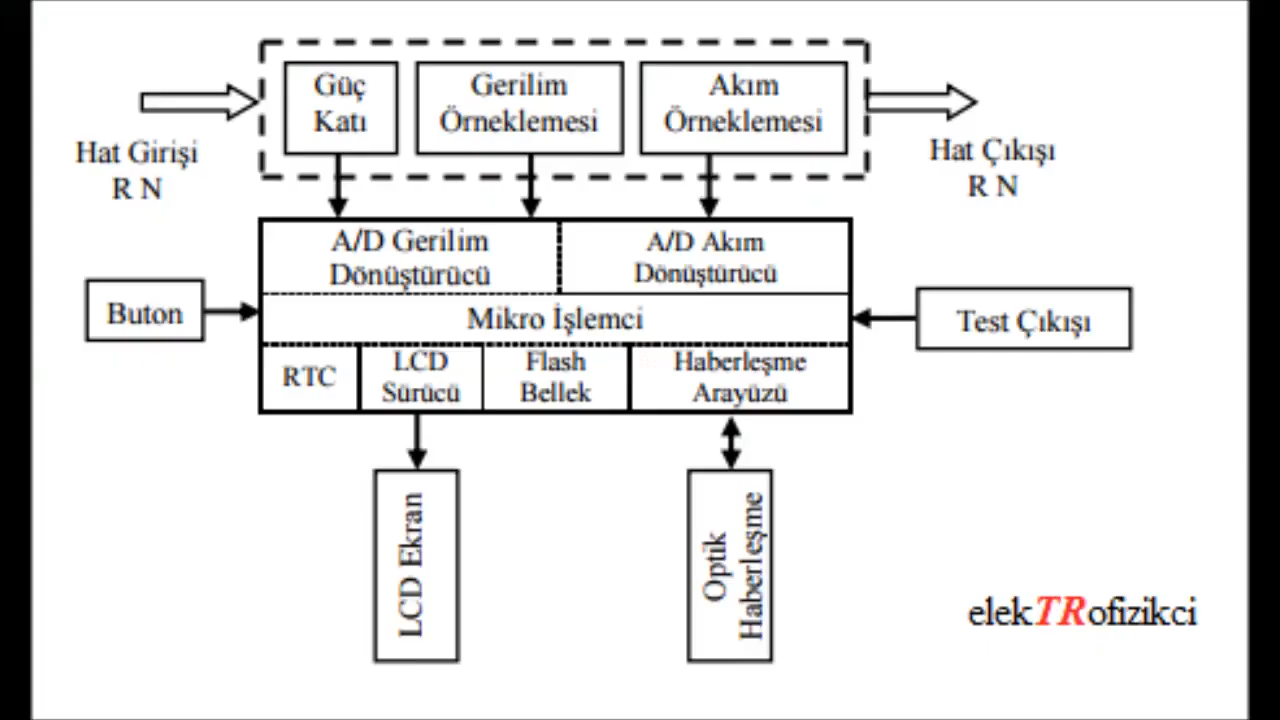 Güç
Katı
Gerilim
Örneklemesi
Akım
Örneklemesi
Hat Girişi
R N
Hat Çıkışı
R N
A/D Gerilim
Dönüştürücü
A/D Akım
Dönüştürücü
Buton
Mikro İşlemci
Test Çıkışı
RTC
LCD
Sürücü
Flash
Bellek
Haberleşme
Arayüzü
LCD Ekran
Optik
Haberleşme
elekTRofizikci